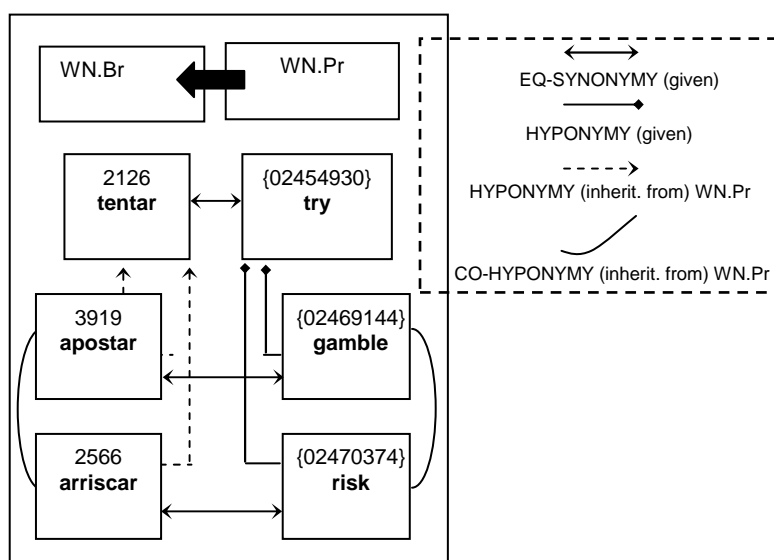 WN.Br
WN.Pr
2126
tentar
{02454930}
try
3919
apostar
{02469144}
gamble
2566
arriscar
{02470374}
risk
EQ-SYNONYMY (given)
HYPONYMY (given)
HYPONYMY (inherit. from) WN.Pr
CO-HYPONYMY (inherit. from) WN.Pr